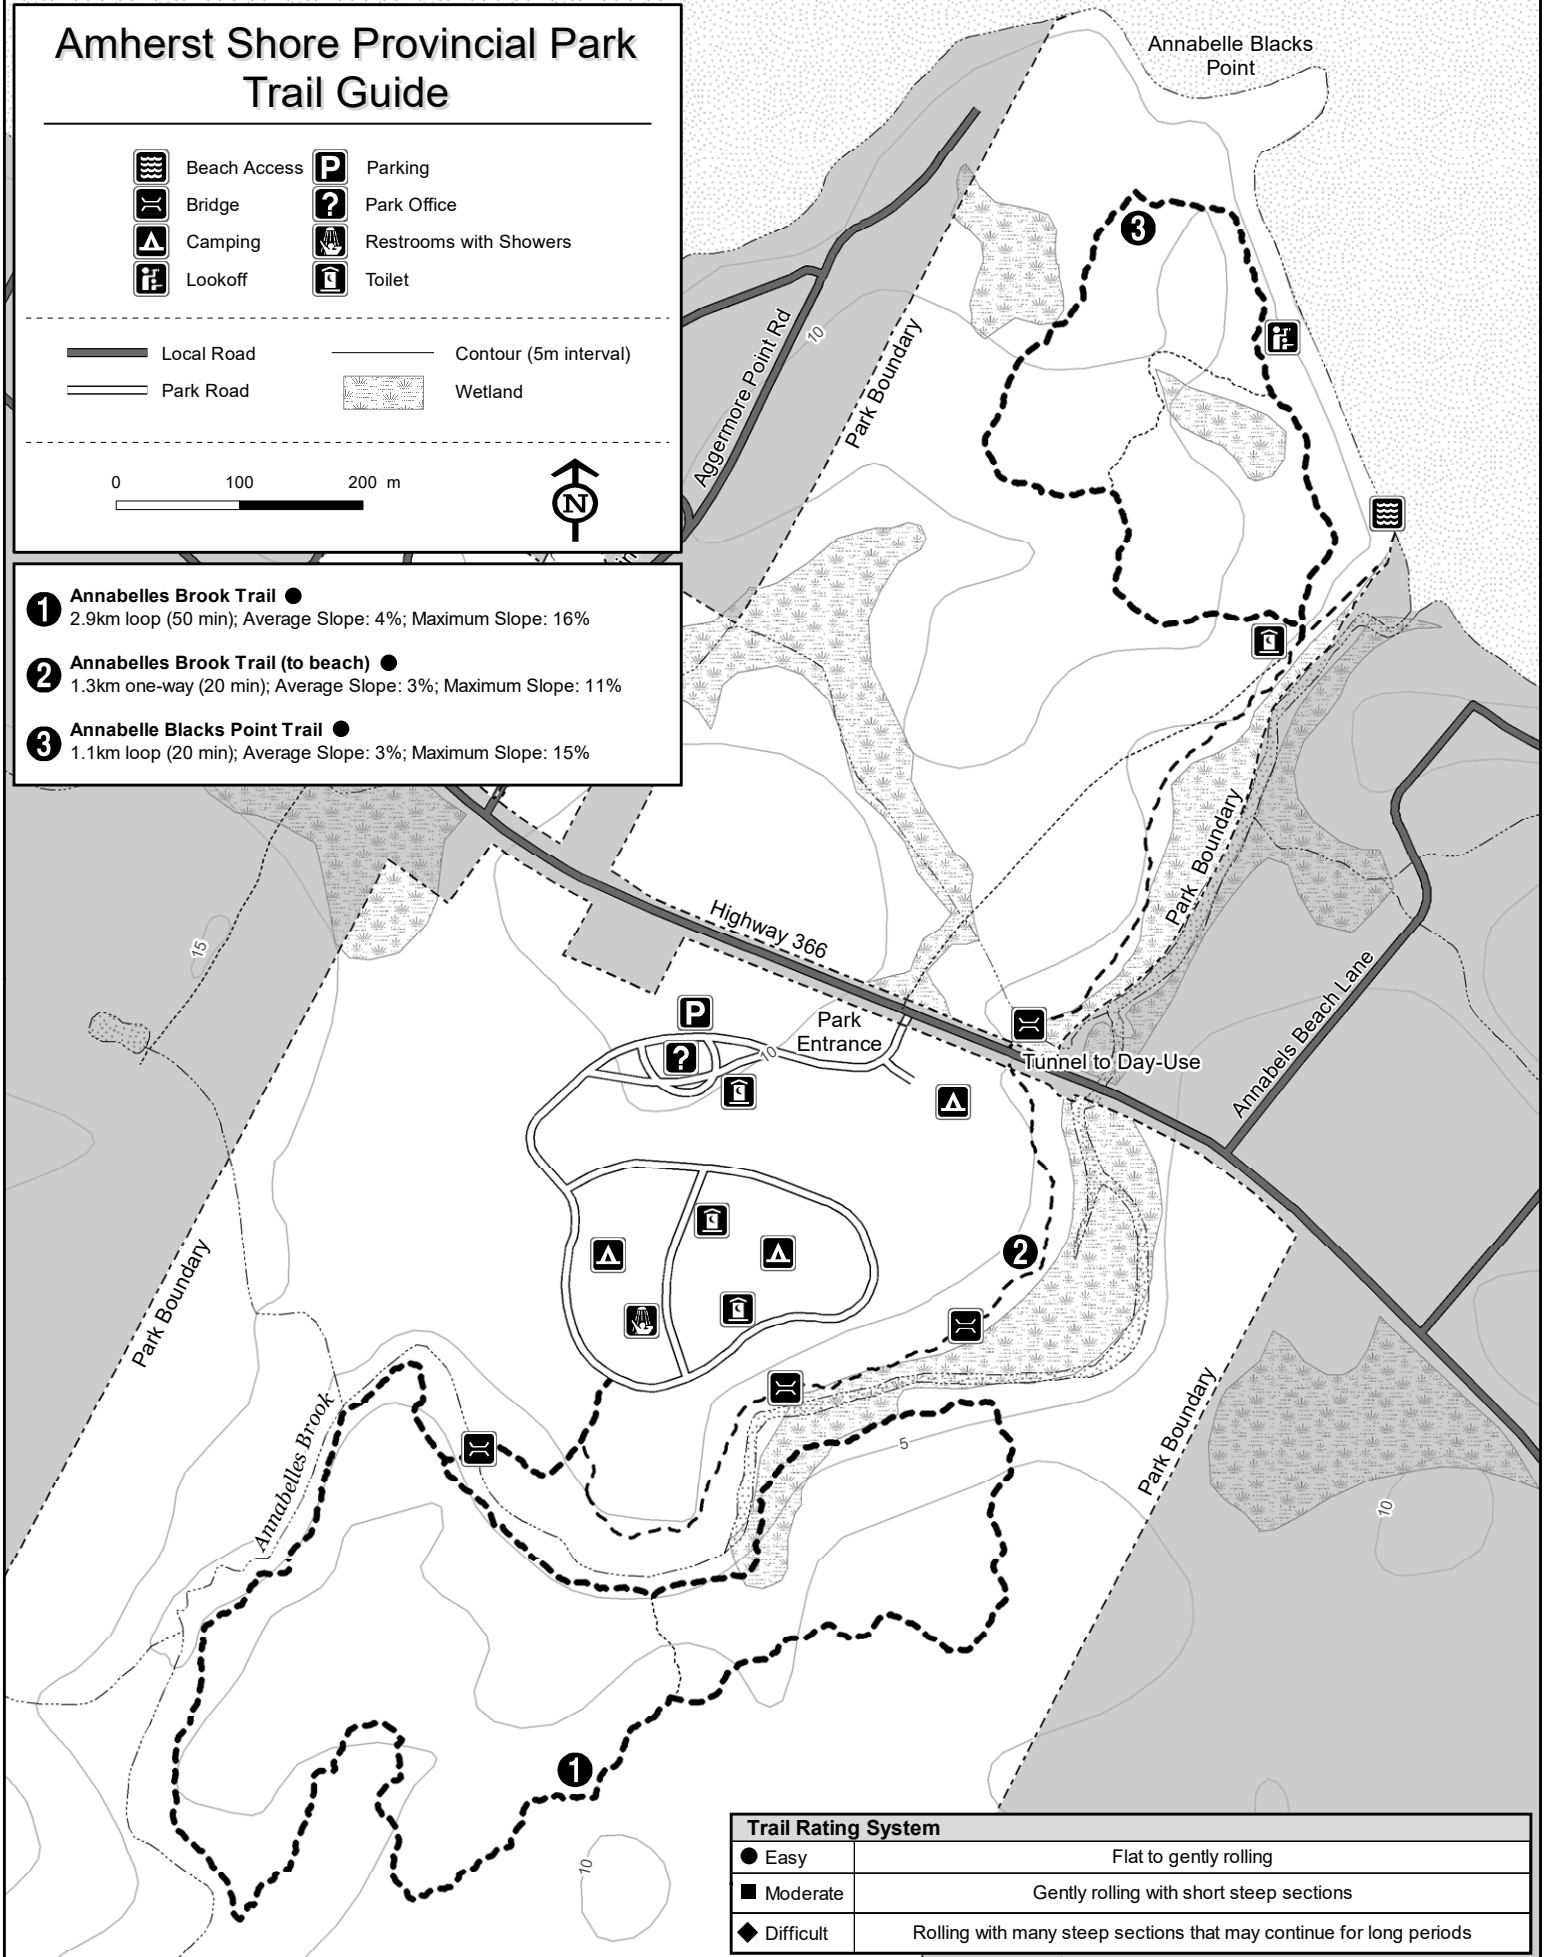 Amherst Shore Provincial Park
Trail Guide
Beach Access
Parking
Bridge
Park Office
Camping
Restrooms with Showers
Lookoff
Toilet
Local Road
Contour (5m interval)
Park Road
Wetland
0 100 200 m
N
1 Annabelles Brook Trail ●
2.9km loop (50 min); Average Slope: 4%; Maximum Slope: 16%
2 Annabelles Brook Trail (to beach) ●
1.3km one-way (20 min); Average Slope: 3%; Maximum Slope: 11%
3 Annabelle Blacks Point Trail ●
1.1km loop (20 min); Average Slope: 3%; Maximum Slope: 15%
Annabelle Blacks
Point
3
10
Aggermore Point Rd
Park Boundary
Park Boundary
Highway 366
15
P
?
10
Park
Entrance
Tunnel to Day-Use
Annabels Beach Lane
2
Park Boundary
Annabelles Brook
5
Park Boundary
10
1
10
Trail Rating System
● Easy Flat to gently rolling
■ Moderate Gently rolling with short steep sections
◆ Difficult Rolling with many steep sections that may continue for long periods